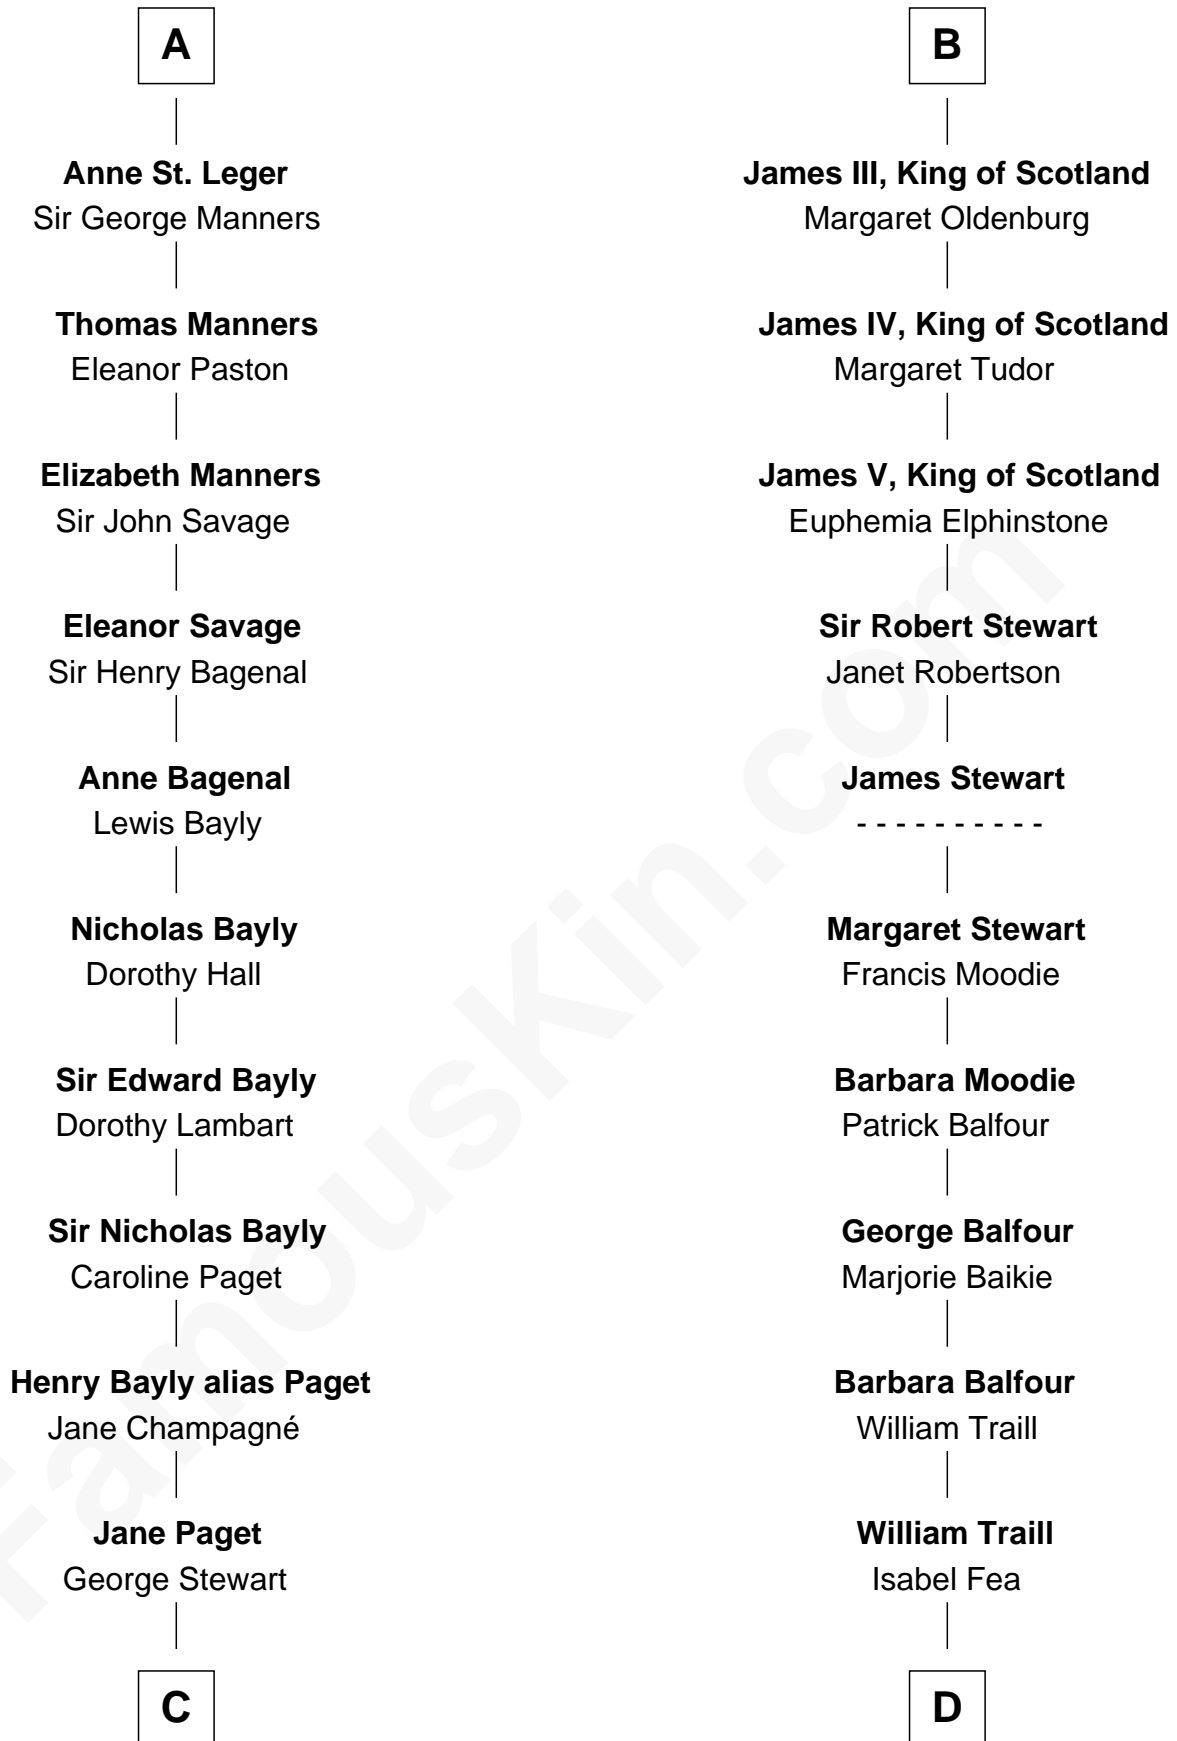 A
Anne St. Leger
Sir George Manners
Thomas Manners
Eleanor Paston
Elizabeth Manners
Sir John Savage
Eleanor Savage
Sir Henry Bagenal
Anne Bagenal
Lewis Bayly
Nicholas Bayly
Dorothy Hall
Sir Edward Bayly
Dorothy Lambart
Sir Nicholas Bayly
Caroline Paget
Henry Bayly alias Paget
Jane Champagné
Jane Paget
George Stewart
C
B
James III, King of Scotland
Margaret Oldenburg
James IV, King of Scotland
Margaret Tudor
James V, King of Scotland
Euphemia Elphinstone
Sir Robert Stewart
Janet Robertson
James Stewart
- - - - - - - - - -
Margaret Stewart
Francis Moodie
Barbara Moodie
Patrick Balfour
George Balfour
Marjorie Baikie
Barbara Balfour
William Traill
William Traill
Isabel Fea
D
FamousKin.com